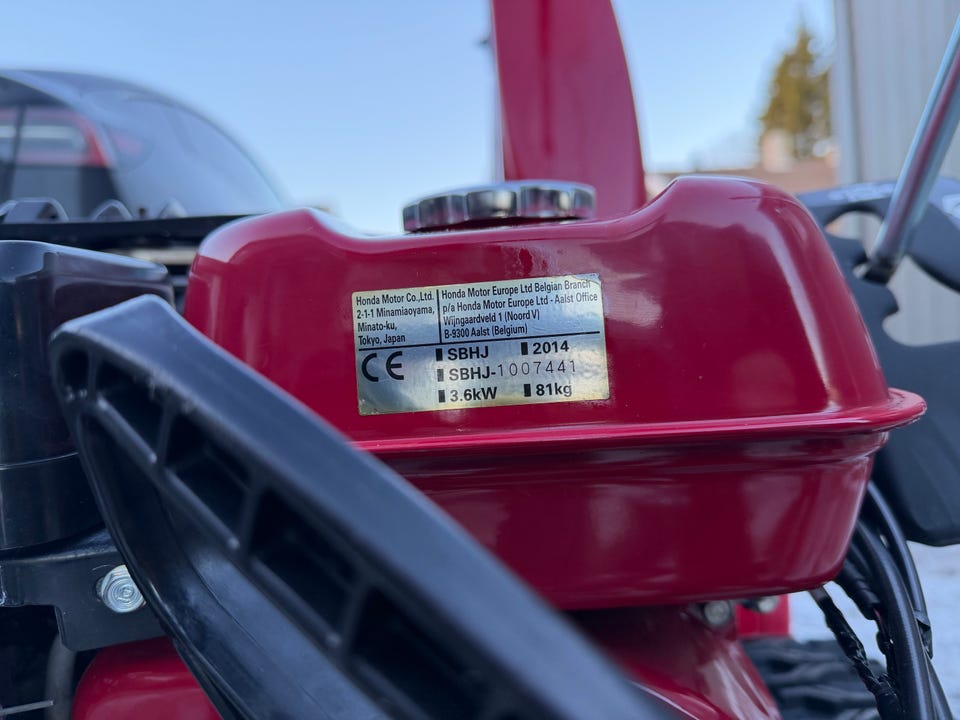 Honda Motor Co.,Ltd.
2-1-1 Minamiaoyama,
Minato-ku,
Tokyo, Japan
Honda Motor Europe Ltd Belgian Branch
p/a Honda Motor Europe Ltd - Aalst Office
Wijngaardveld 1 (Noord V)
B-9300 Aalst (Belgium)
CE
SBHJ 2014
SBHJ-1007441
3.6kW 81kg